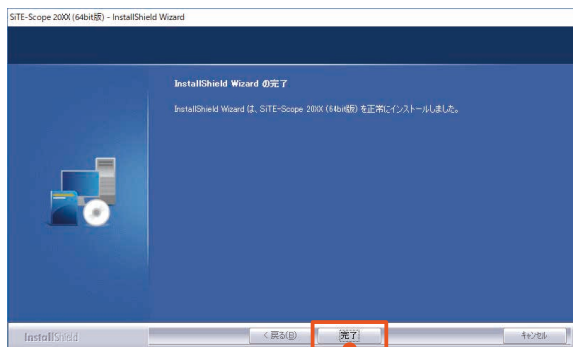 SiTE-Scope 20XX (64bit版) - InstallShield Wizard
InstallShield Wizard の完了
InstallShield Wizard は、SiTE-Scope 20XX (64bit版) を正常にインストールしました。
InstallShield
< 戻る(B)
完了
キャンセル